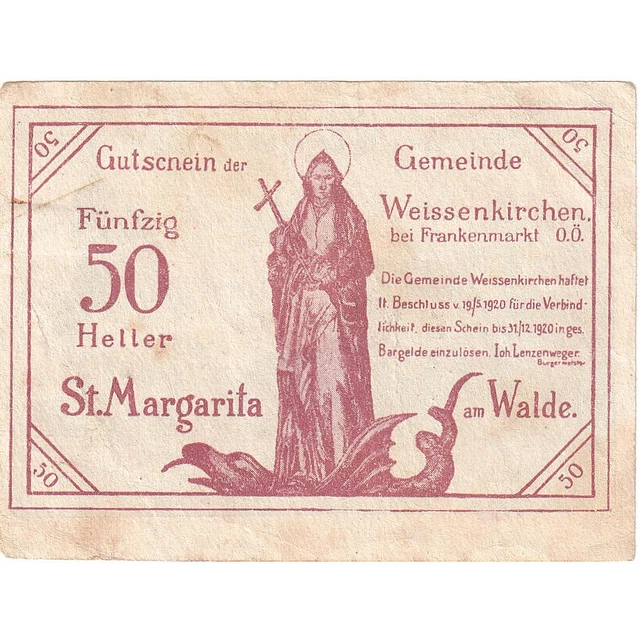 50 50
Gutschein der Gemeinde
Fünfzig Weissenkirchen,
bei Frankenmarkt O.Ö.
50
Heller
Die Gemeinde Weissenkirchen haftet
lt. Beschluss v. 19/5.1920 für die Verbind-
lichkeit, diesen Schein bis 31/12.1920 in ges.
Bargelde einzulösen. Joh. Lenzenweger.
Burgermeister
St. Margarita am Walde.
50 50